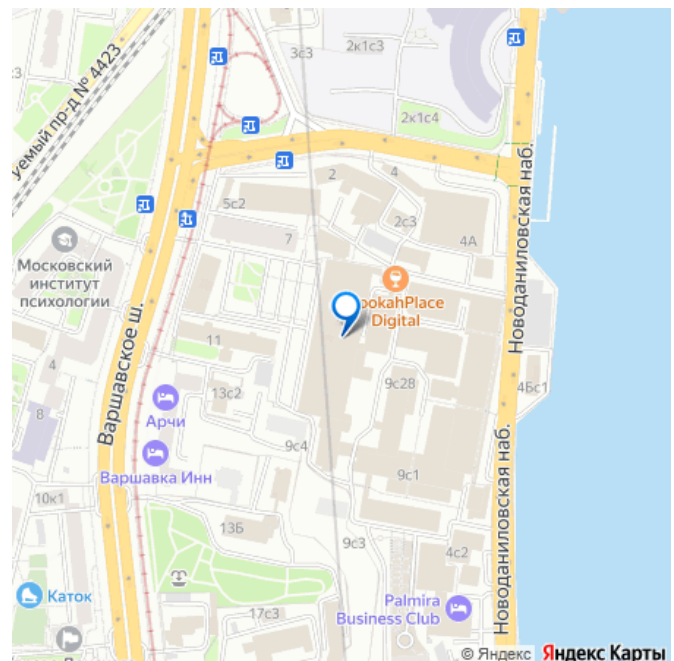 3с3
2к1с3
уемый пр-д № 4423
2к1с4
5с2
2
4
2с3
7
4А
Новоданиловская наб.
Московский
институт
психологии
ookahPlace
Digital
Варшавское ш.
11
4
13с2
9с28
4Бс1
8
Арчи
9с4
Варшавка Инн
9с1
10к1
13Б
9с3
4с2
Новоданиловская наб.
Каток
17с3
Palmira
Business Club
© Яндекс Яндекс Карты